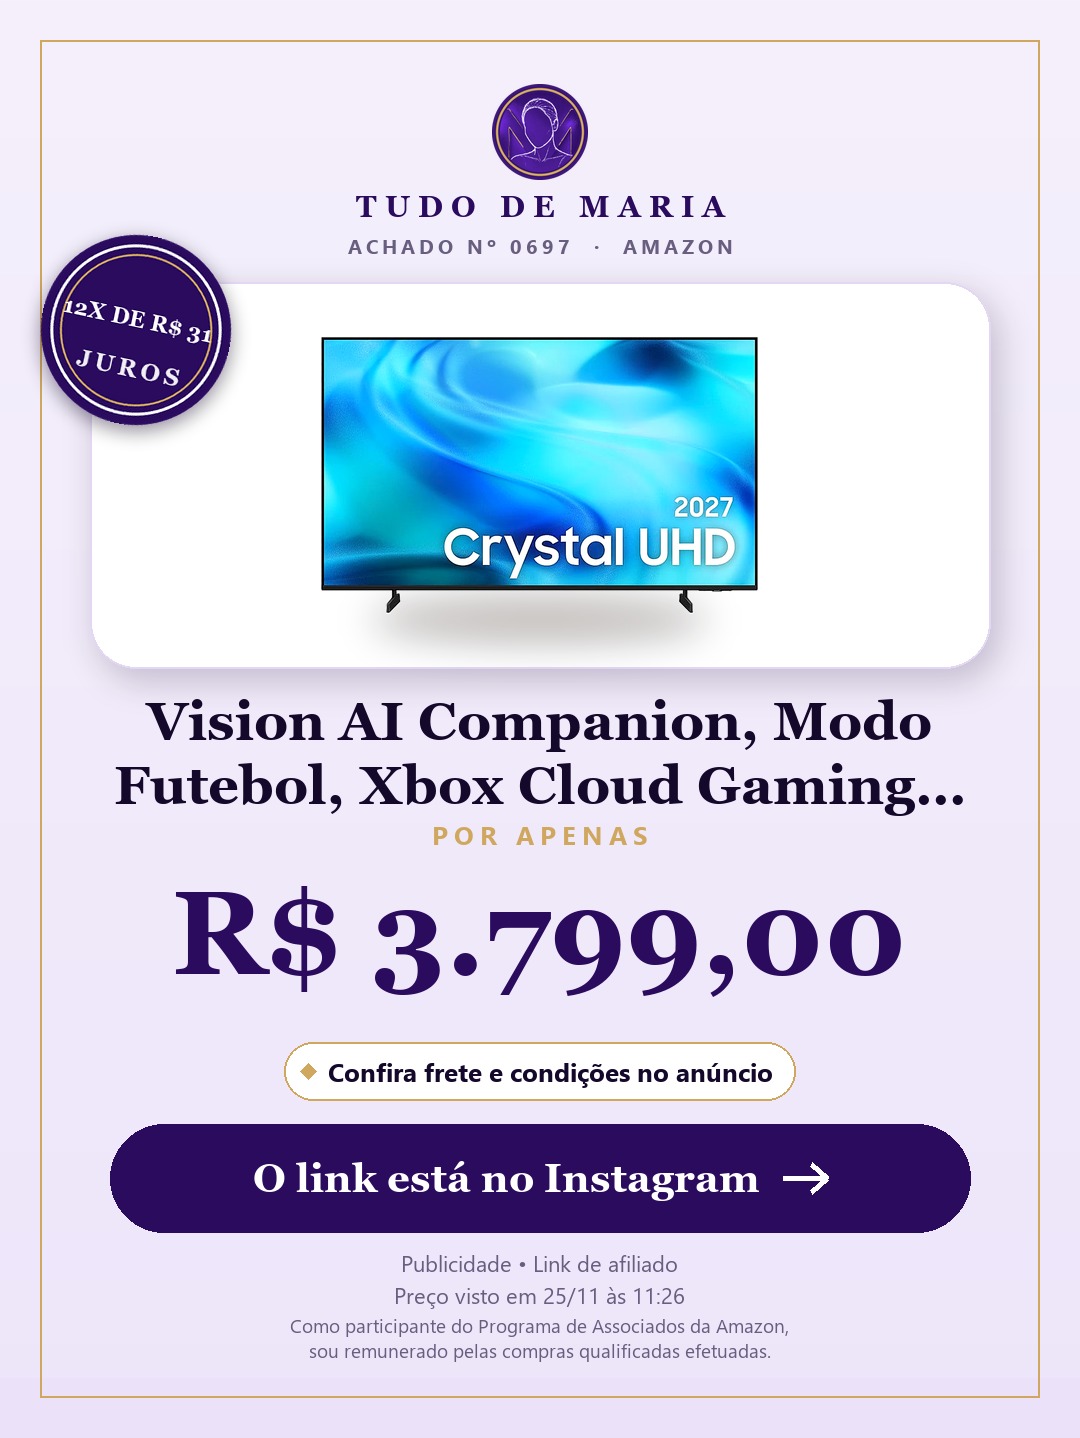 TUDO DE MARIA
ACHADO Nº 0697 · AMAZON
12X DE R$ 31
JUROS
2027
Crystal UHD
Vision AI Companion, Modo
Futebol, Xbox Cloud Gaming...
POR APENAS
R$ 3.799,00
Confira frete e condições no anúncio
O link está no Instagram →
Publicidade • Link de afiliado
Preço visto em 25/11 às 11:26
Como participante do Programa de Associados da Amazon,
sou remunerado pelas compras qualificadas efetuadas.